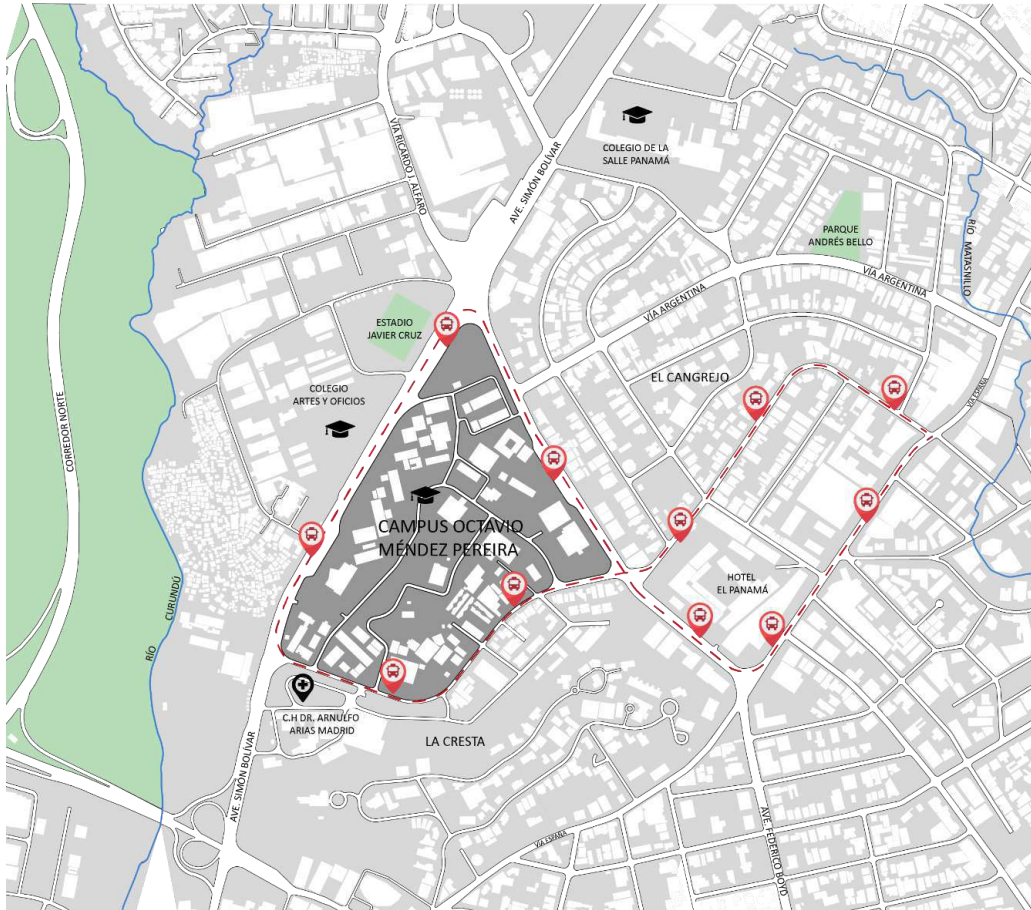 COLEGIO DE LA
SALLE PANAMÁ
VÍA RICARDO J. ALFARO
AVE. SIMÓN BOLÍVAR
PARQUE
ANDRÉS BELLO
RÍO MATASNILLO
VÍA ARGENTINA
VÍA ARGENTINA
ESTADIO
JAVIER CRUZ
EL CANGREJO
COLEGIO
ARTES Y OFICIOS
VÍA ESPAÑA
CORREDOR NORTE
CAMPUS OCTAVIO
MÉNDEZ PEREIRA
HOTEL
EL PANAMÁ
RÍO CURUNDÚ
C.H DR. ARNULFO
ARIAS MADRID
LA CRESTA
AVE. SIMÓN BOLÍVAR
VÍA ESPAÑA
AVE. FEDERICO BOYD